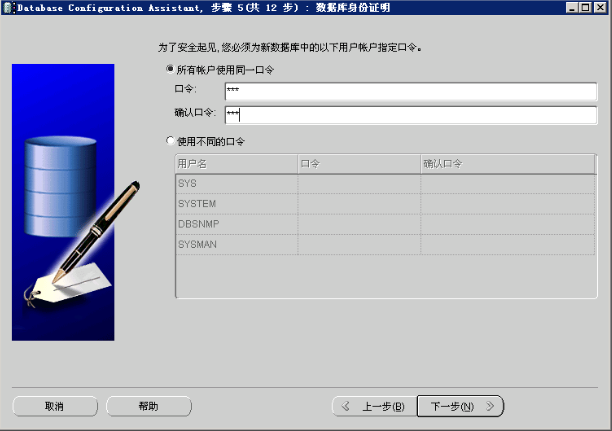 Database Configuration Assistant, 步骤 5(共 12 步) : 数据库身份证明
为了安全起见,您必须为新数据库中的以下用户帐户指定口令。
所有帐户使用同一口令
口令: ***
确认口令: ***
使用不同的口令
用户名 口令 确认口令
SYS
SYSTEM
DBSNMP
SYSMAN
取消 帮助 上一步(B) 下一步(N)